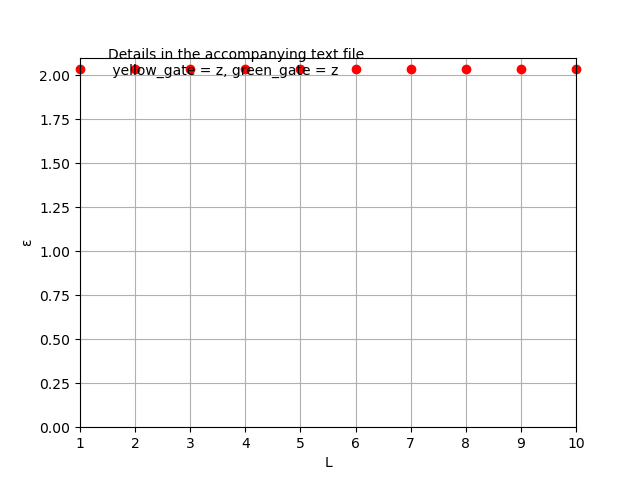 Details in the accompanying text file
yellow_gate = z, green_gate = z
2.00
1.75
1.50
1.25
1.00
0.75
0.50
0.25
0.00
ε
1 2 3 4 5 6 7 8 9 10
L